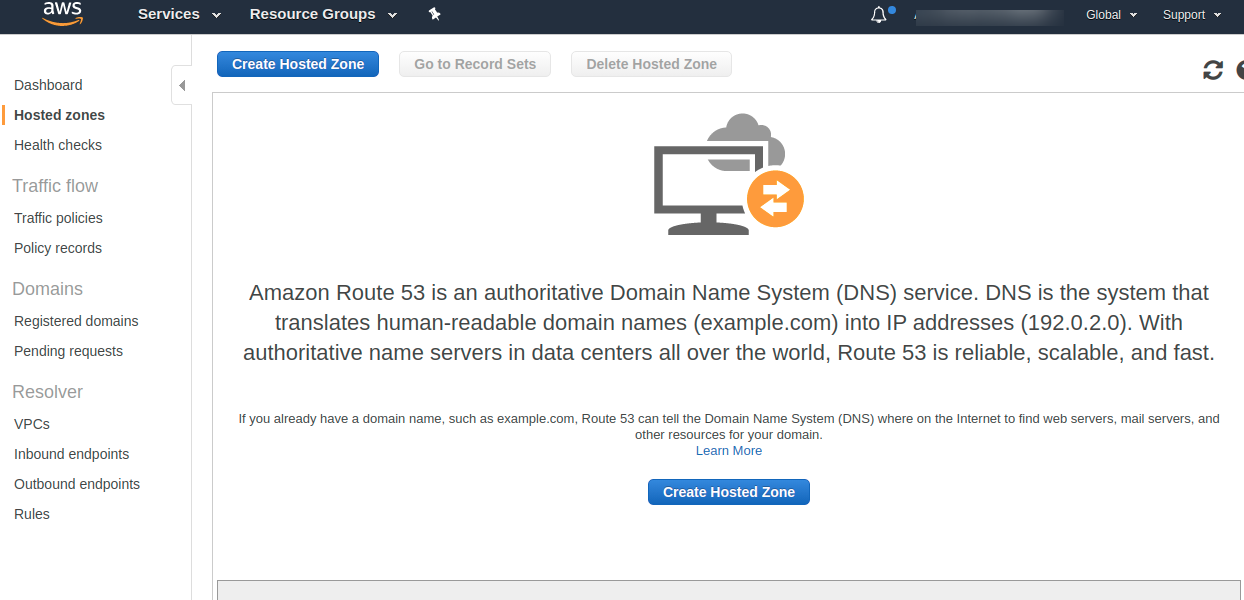 aws Services Resource Groups Global Support
Create Hosted Zone Go to Record Sets Delete Hosted Zone
Dashboard
Hosted zones
Health checks
Traffic flow
Traffic policies
Policy records
Domains
Registered domains
Pending requests
Resolver
VPCs
Inbound endpoints
Outbound endpoints
Rules
Amazon Route 53 is an authoritative Domain Name System (DNS) service. DNS is the system that
translates human-readable domain names (example.com) into IP addresses (192.0.2.0). With
authoritative name servers in data centers all over the world, Route 53 is reliable, scalable, and fast.
If you already have a domain name, such as example.com, Route 53 can tell the Domain Name System (DNS) where on the Internet to find web servers, mail servers, and
other resources for your domain.
Learn More
Create Hosted Zone